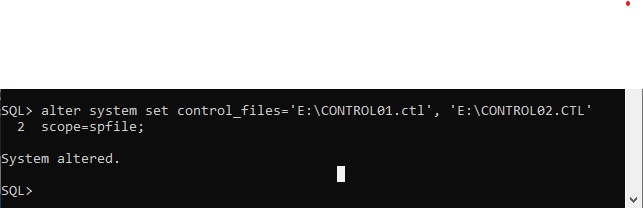 SQL> alter system set control_files='E:\CONTROL01.ctl', 'E:\CONTROL02.CTL'
  2  scope=spfile;
System altered.
SQL>